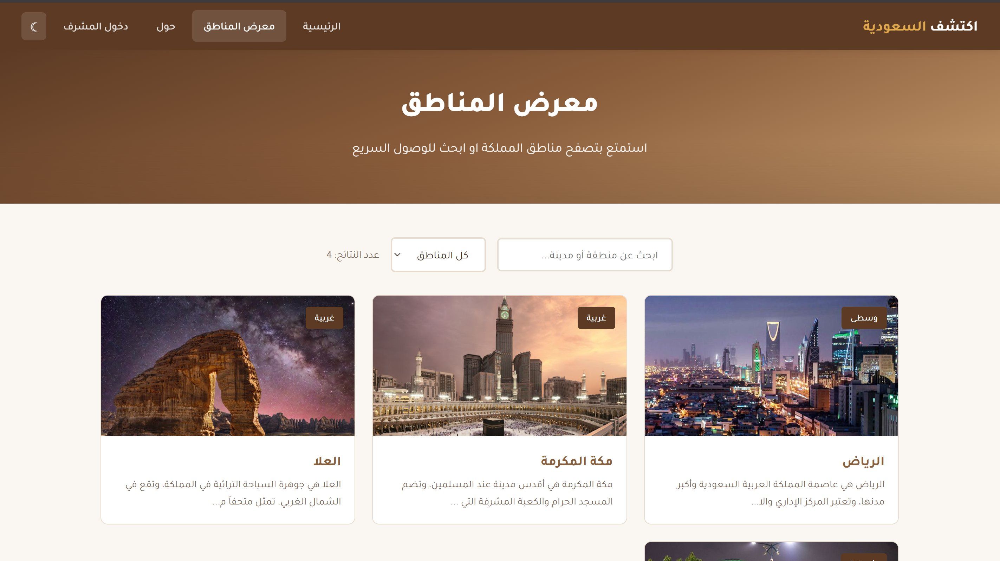 اكتشف السعودية
الرئيسية
معرض المناطق
حول
دخول المشرف
معرض المناطق
استمتع بتصفح مناطق المملكة او ابحث للوصول السريع
ابحث عن منطقة أو مدينة...
كل المناطق
عدد النتائج: 4
وسطى
الرياض
الرياض هي عاصمة المملكة العربية السعودية وأكبر
مدنها، وتعتبر المركز الإداري والا...
غربية
مكة المكرمة
مكة المكرمة هي أقدس مدينة عند المسلمين، وتضم
المسجد الحرام والكعبة المشرفة التي ...
غربية
العلا
العلا هي جوهرة السياحة التراثية في المملكة، وتقع في
الشمال الغربي. تمثل متحفاً م...